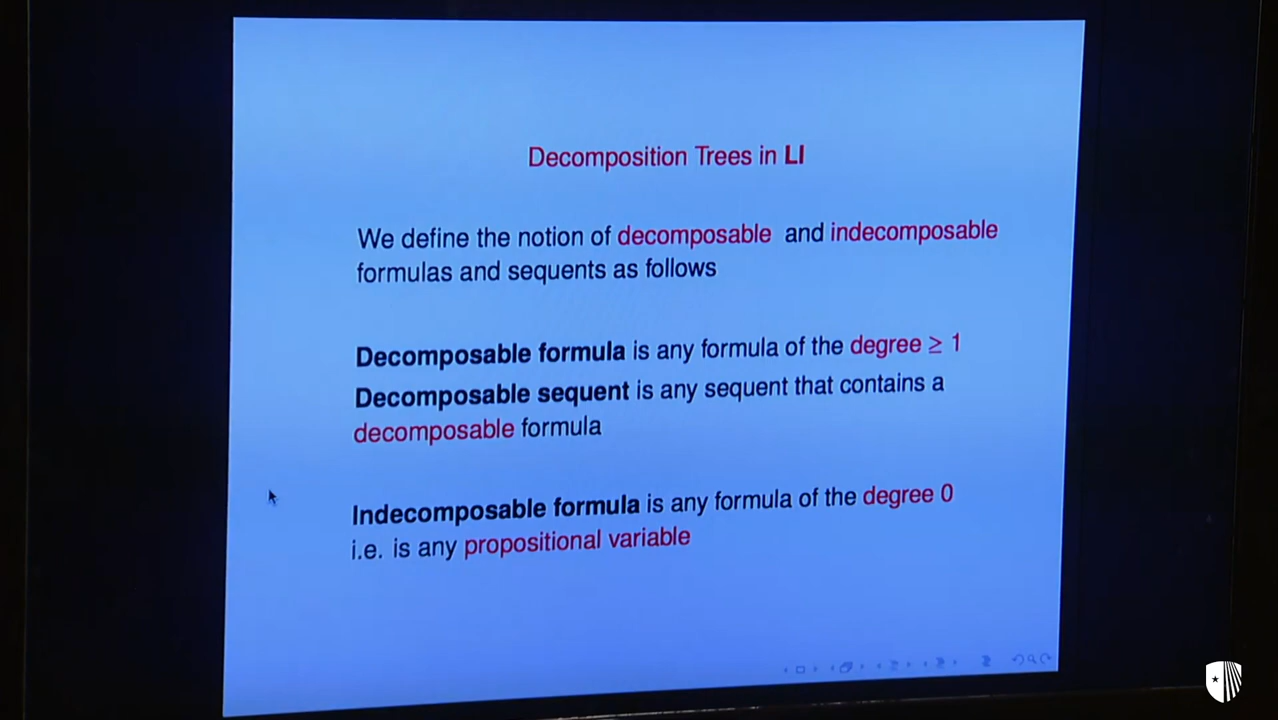 Decomposition Trees in LI
We define the notion of decomposable and indecomposable
formulas and sequents as follows
Decomposable formula is any formula of the degree ≥ 1
Decomposable sequent is any sequent that contains a
decomposable formula
Indecomposable formula is any formula of the degree 0
i.e. is any propositional variable